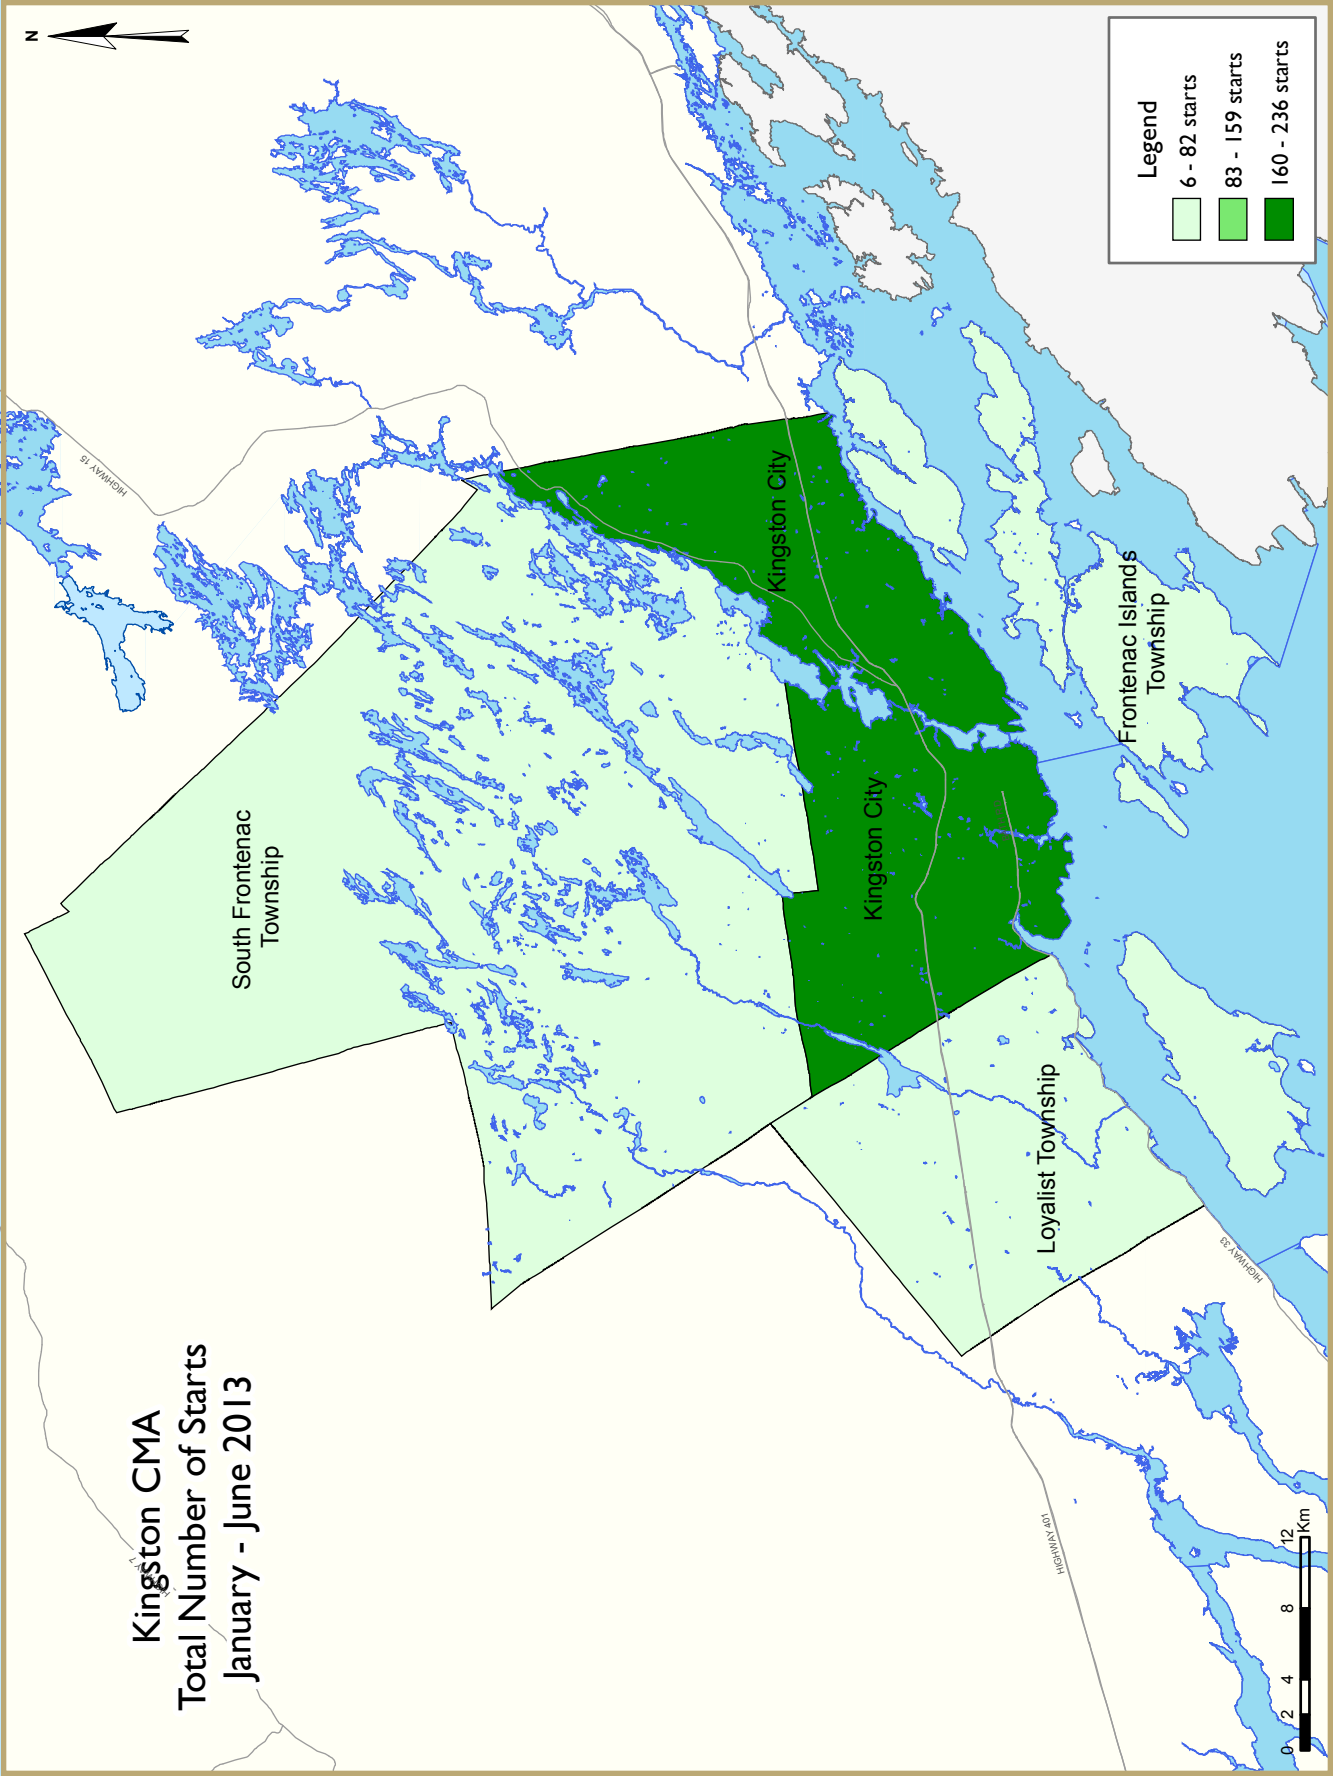 Kingston CMA
Total Number of Starts
January - June 2013
N
HIGHWAY 15
South Frontenac
Township
Kingston City
Kingston City
Frontenac Islands
Township
Loyalist Township
HIGHWAY 33
HIGHWAY 401
Legend
6 - 82 starts
83 - 159 starts
160 - 236 starts
0 2 4 8 12
Km